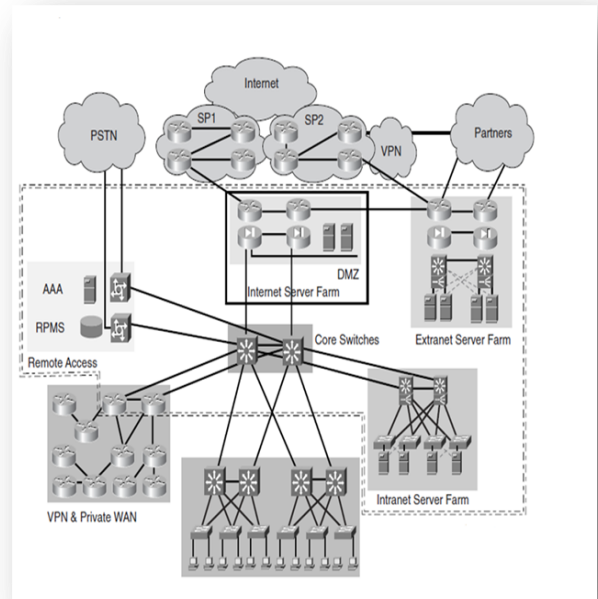 Internet
SP1
SP2
PSTN
VPN
Partners
DMZ
Internet Server Farm
AAA
RPMS
Remote Access
Core Switches
Extranet Server Farm
VPN & Private WAN
Intranet Server Farm